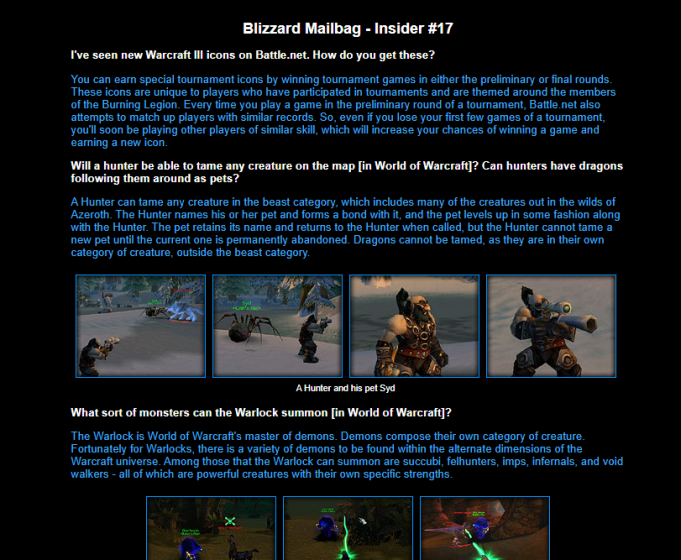 Blizzard Mailbag - Insider #17
I've seen new Warcraft III icons on Battle.net. How do you get these?
You can earn special tournament icons by winning tournament games in either the preliminary or final rounds.
These icons are unique to players who have participated in tournaments and are themed around the members
of the Burning Legion. Every time you play a game in the preliminary round of a tournament, Battle.net also
attempts to match up players with similar records. So, even if you lose your first few games of a tournament,
you'll soon be playing other players of similar skill, which will increase your chances of winning a game and
earning a new icon.
Will a hunter be able to tame any creature on the map [in World of Warcraft]? Can hunters have dragons
following them around as pets?
A Hunter can tame any creature in the beast category, which includes many of the creatures out in the wilds of
Azeroth. The Hunter names his or her pet and forms a bond with it, and the pet levels up in some fashion along
with the Hunter. The pet retains its name and returns to the Hunter when called, but the Hunter cannot tame a
new pet until the current one is permanently abandoned. Dragons cannot be tamed, as they are in their own
category of creature, outside the beast category.
Syd
A Hunter and his pet Syd
What sort of monsters can the Warlock summon [in World of Warcraft]?
The Warlock is World of Warcraft's master of demons. Demons compose their own category of creature.
Fortunately for Warlocks, there is a variety of demons to be found within the alternate dimensions of the
Warcraft universe. Among those that the Warlock can summon are succubi, felhunters, imps, infernals, and void
walkers - all of which are powerful creatures with their own specific strengths.